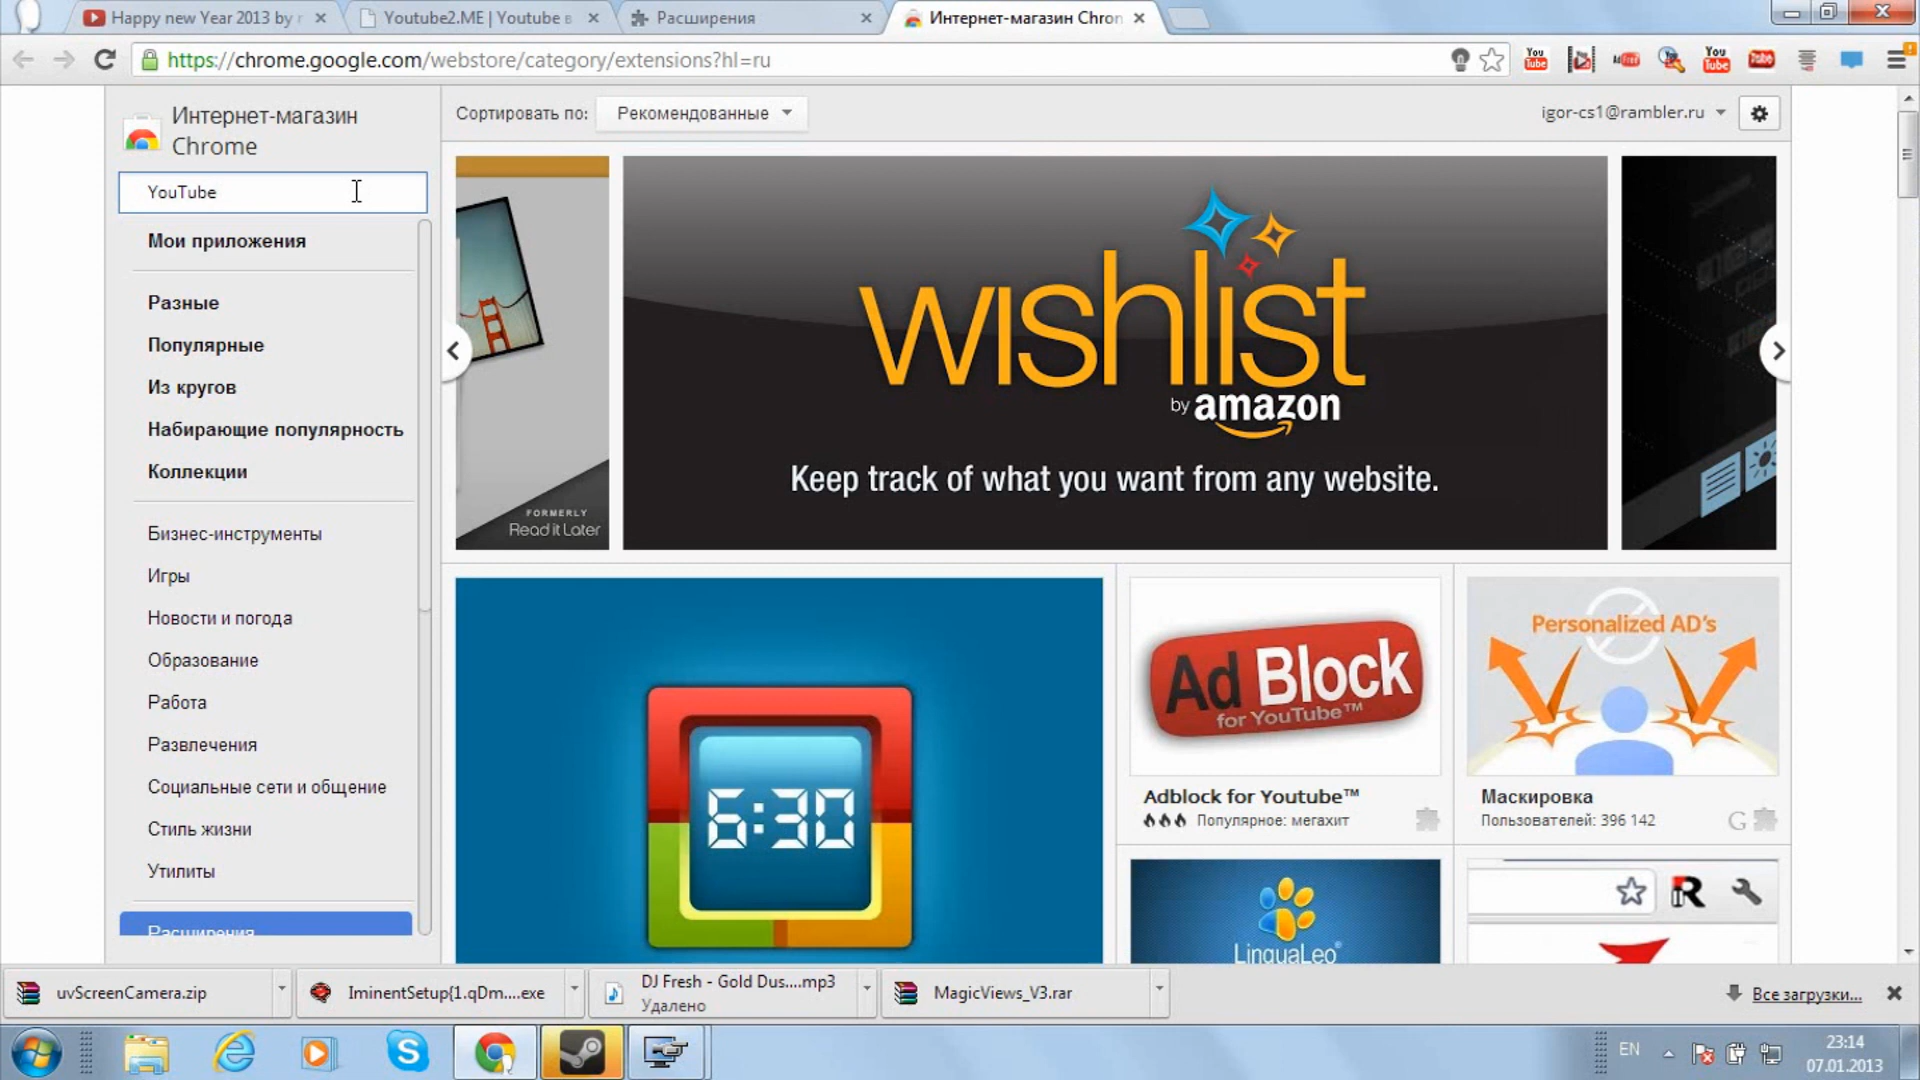 Happy new Year 2013 by r
Youtube2.ME | Youtube в
Расширения
Интернет-магазин Chron
https://chrome.google.com/webstore/category/extensions?hl=ru
Интернет-магазин
Chrome
YouTube
Мои приложения
Разные
Популярные
Из кругов
Набирающие популярность
Коллекции
Бизнес-инструменты
Игры
Новости и погода
Образование
Работа
Развлечения
Социальные сети и общение
Стиль жизни
Утилиты
Расширения
Сортировать по:
Рекомендованные
igor-cs1@rambler.ru
FORMERLY
Read it Later
wishlist
by amazon
Keep track of what you want from any website.
6:30
Ad Block
for YouTube™
Adblock for Youtube™
Популярное: мегахит
Personalized AD's
Маскировка
Пользователей: 396 142
LinguaLeo
uvScreenCamera.zip
IminentSetup{1.qDm....exe
DJ Fresh - Gold Dus....mp3
Удалено
MagicViews_V3.rar
Все загрузки...
EN
23:14
07.01.2013